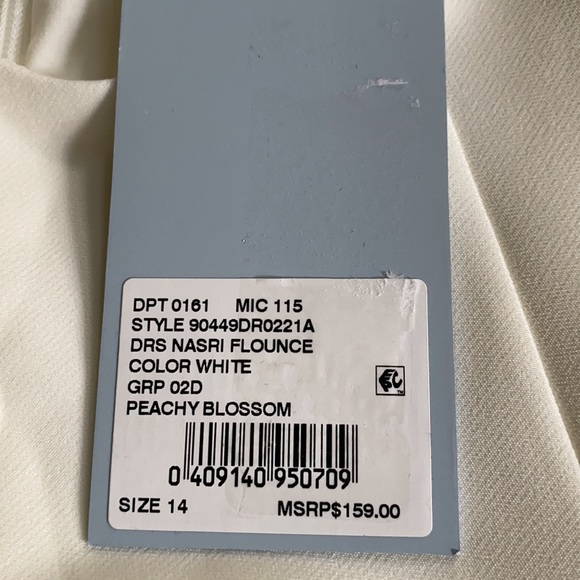 DPT 0161 MIC 115
STYLE 90449DR0221A
DRS NASRI FLOUNCE
COLOR WHITE
GRP 02D
PEACHY BLOSSOM
0 409140 950709
SIZE 14 MSRP$159.00